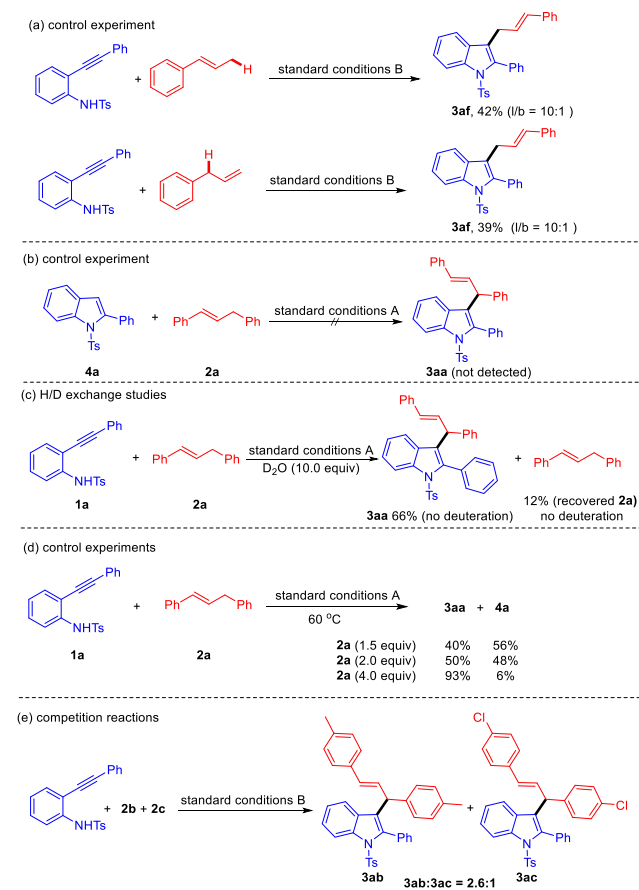 (a) control experiment
Ph
NHTs
+
H
standard conditions B
Ph
Ph
N
Ts
3af, 42% (l/b = 10:1 )
Ph
NHTs
+
H
standard conditions B
Ph
Ph
N
Ts
3af, 39% (l/b = 10:1 )
(b) control experiment
Ph
N
Ts
4a
+
Ph Ph
2a
standard conditions A
Ph
Ph
Ph
N
Ts
3aa (not detected)
(c) H/D exchange studies
Ph
NHTs
1a
+
Ph Ph
2a
standard conditions A
D2O (10.0 equiv)
Ph
Ph
N
Ts
3aa 66% (no deuteration)
+
Ph Ph
12% (recovered 2a)
no deuteration
(d) control experiments
Ph
NHTs
1a
+
Ph Ph
2a
standard conditions A
60 °C
3aa + 4a
2a (1.5 equiv) 40% 56%
2a (2.0 equiv) 50% 48%
2a (4.0 equiv) 93% 6%
(e) competition reactions
Ph
NHTs
+ 2b + 2c
standard conditions B
Ph
N
Ts
3ab
+
Cl
Cl
Ph
N
Ts
3ac
3ab:3ac = 2.6:1